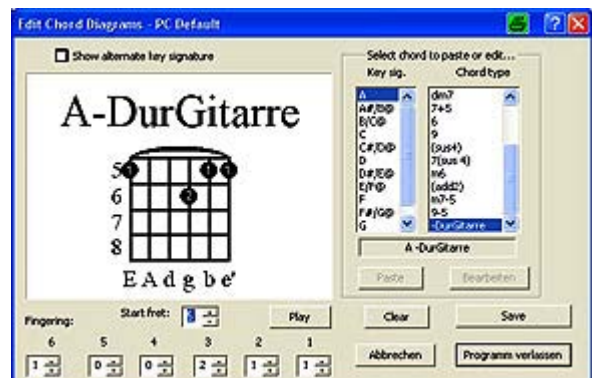 Edit Chord Diagrams - PC Default
Show alternate key signature
Select chord to paste or edit...
Key sig. Chord type
A dm7
A#/B@ 7+5
B/C@ 6
C 9
C#/D@ (sus4)
D 7(sus 4)
D#/E@ m6
E/F@ (add2)
F m7-5
F#/G@ 9-5
G -DurGitarre
A-DurGitarre
5
6
7
8
E A d g b e'
A -DurGitarre
Paste Bearbeiten
Start fret: Play Clear Save
Fingering:
6 5 4 3 2 1
1 0 0 2 1 1
Abbrechen Programm verlassen